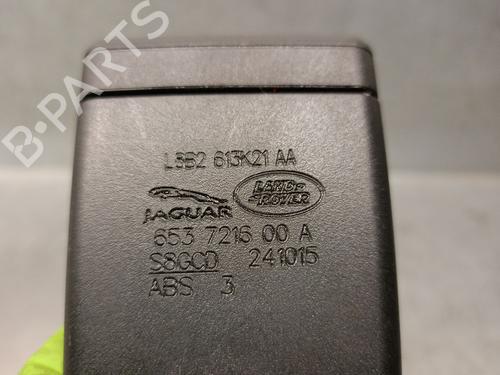 B-PARTS
L8B2 613K21 AA
JAGUAR
LAND-
ROVER
653 7216 00 A
S8GCD 241015
ABS 3